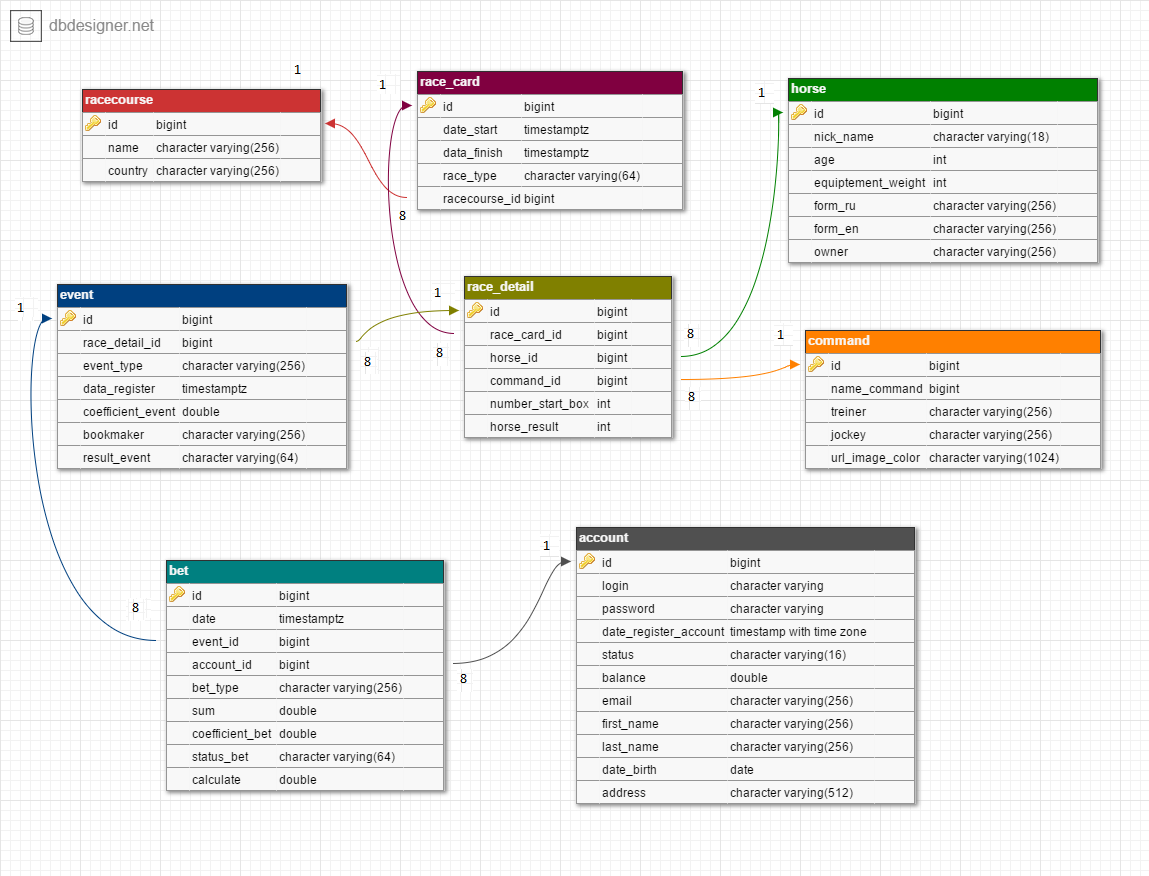 dbdesigner.net
1
racecourse
id bigint
name character varying(256)
country character varying(256)
1
race_card
id bigint
date_start timestamptz
data_finish timestamptz
race_type character varying(64)
racecourse_id bigint
8
1
horse
id bigint
nick_name character varying(18)
age int
equiptement_weight int
form_ru character varying(256)
form_en character varying(256)
owner character varying(256)
1
event
id bigint
race_detail_id bigint
event_type character varying(256)
data_register timestamptz
coefficient_event double
bookmaker character varying(256)
result_event character varying(64)
8
1
race_detail
id bigint
race_card_id bigint
horse_id bigint
command_id bigint
number_start_box int
horse_result int
8
8
8
1
command
id bigint
name_command bigint
treiner character varying(256)
jockey character varying(256)
url_image_color character varying(1024)
8
bet
id bigint
date timestamptz
event_id bigint
account_id bigint
bet_type character varying(256)
sum double
coefficient_bet double
status_bet character varying(64)
calculate double
8
1
account
id bigint
login character varying
password character varying
date_register_account timestamp with time zone
status character varying(16)
balance double
email character varying(256)
first_name character varying(256)
last_name character varying(256)
date_birth date
address character varying(512)